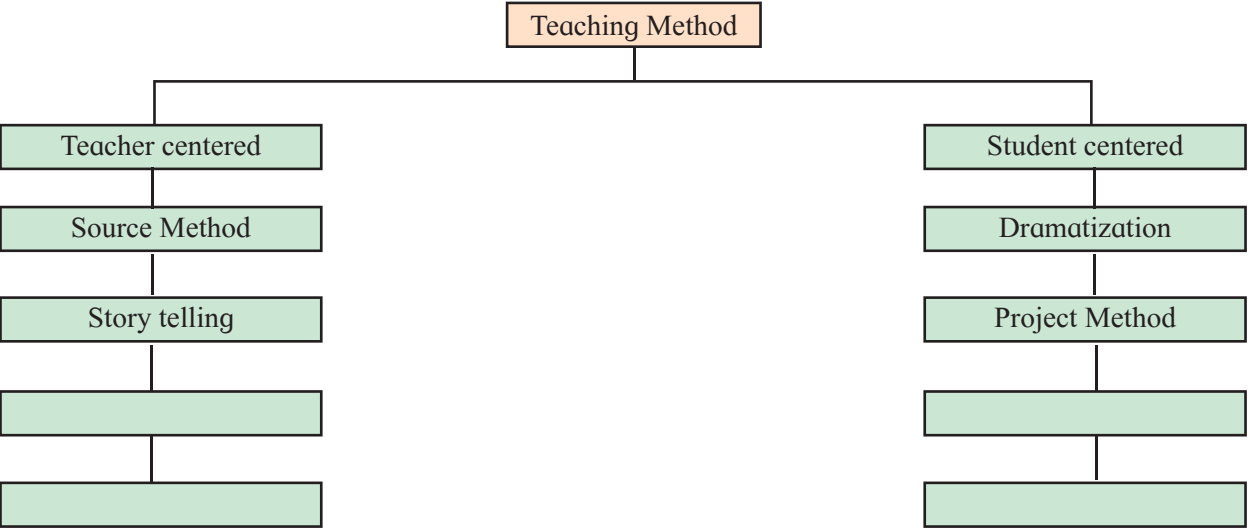 Teaching Method
Teacher centered
Student centered
Source Method
Dramatization
Story telling
Project Method